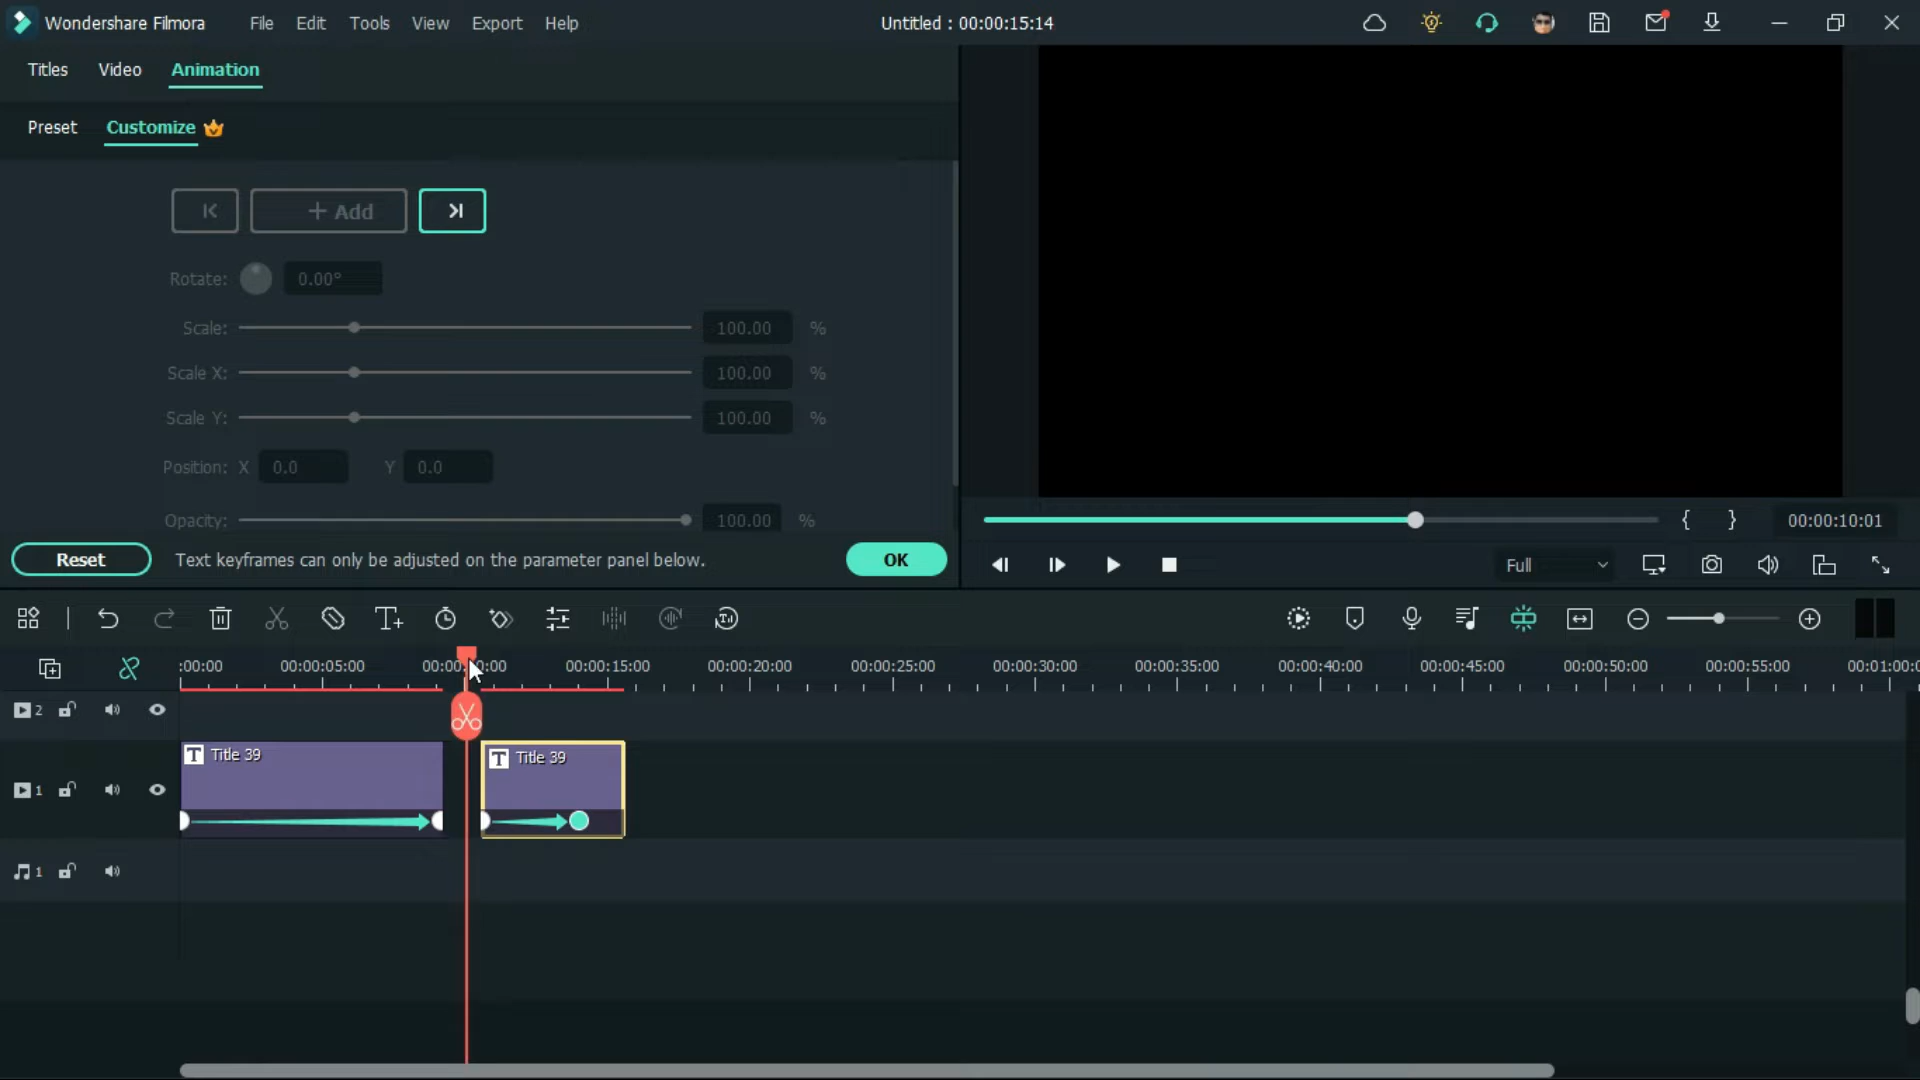 Wondershare Filmora File Edit Tools View Export Help Untitled : 00:00:15:14
Titles Video Animation
Preset Customize
+ Add
Rotate: 0.00°
Scale: 100.00 %
Scale X: 100.00 %
Scale Y: 100.00 %
Position: X 0.0 Y 0.0
Opacity: 100.00 %
00:00:10:01
Reset Text keyframes can only be adjusted on the parameter panel below. OK
Full
:00:00 00:00:05:00 00:00:15:00 00:00:20:00 00:00:25:00 00:00:30:00 00:00:35:00 00:00:40:00 00:00:45:00 00:00:50:00 00:00:55:00 00:01:00:0
2
T Title 39 T Title 39
1
1